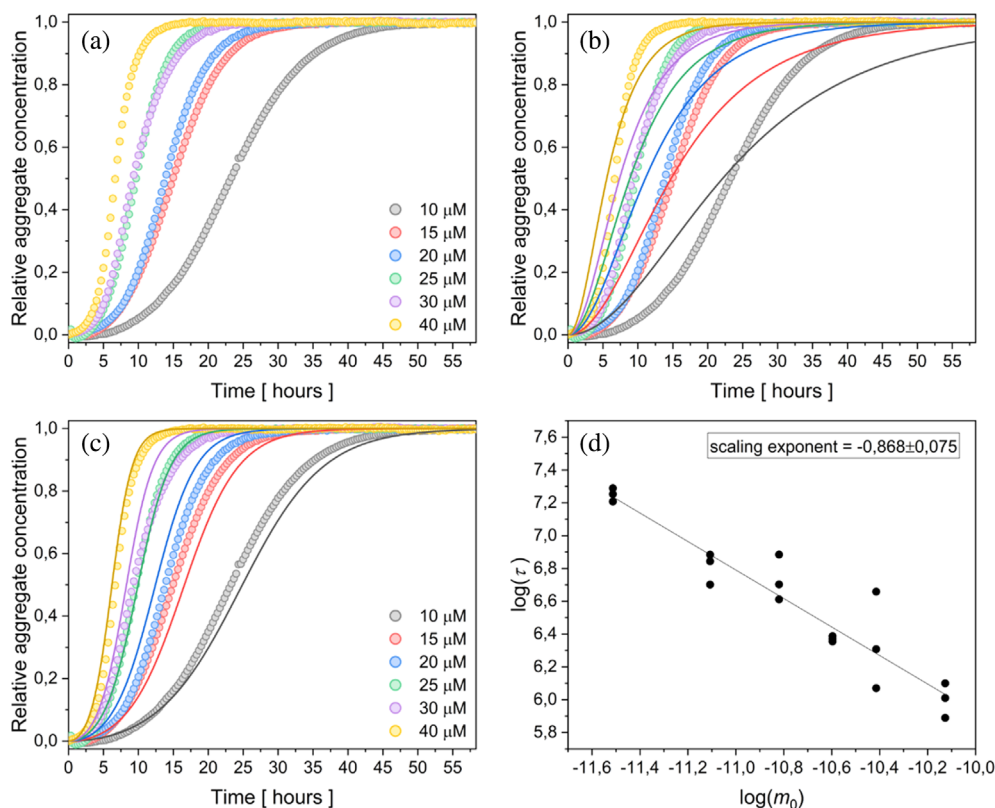 (a)
Relative aggregate concentration
1,0
0,8
0,6
0,4
0,2
0,0
10 μM
15 μM
20 μM
25 μM
30 μM
40 μM
0 5 10 15 20 25 30 35 40 45 50 55
Time [ hours ]
(b)
Relative aggregate concentration
1,0
0,8
0,6
0,4
0,2
0,0
0 5 10 15 20 25 30 35 40 45 50 55
Time [ hours ]
(c)
Relative aggregate concentration
1,0
0,8
0,6
0,4
0,2
0,0
10 μM
15 μM
20 μM
25 μM
30 μM
40 μM
0 5 10 15 20 25 30 35 40 45 50 55
Time [ hours ]
(d)
scaling exponent = -0,868±0,075
log(τ)
7,6
7,4
7,2
7,0
6,8
6,6
6,4
6,2
6,0
5,8
-11,6 -11,4 -11,2 -11,0 -10,8 -10,6 -10,4 -10,2 -10,0
log(m₀)